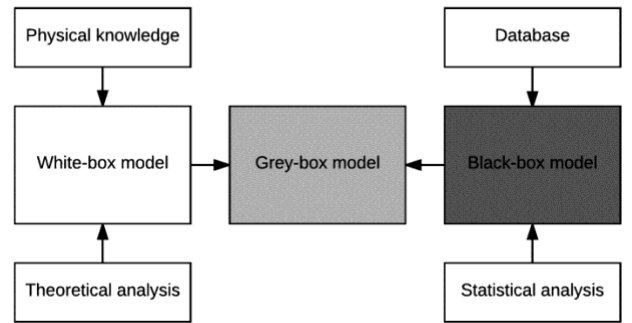 Physical knowledge
Database
White-box model
Grey-box model
Black-box model
Theoretical analysis
Statistical analysis